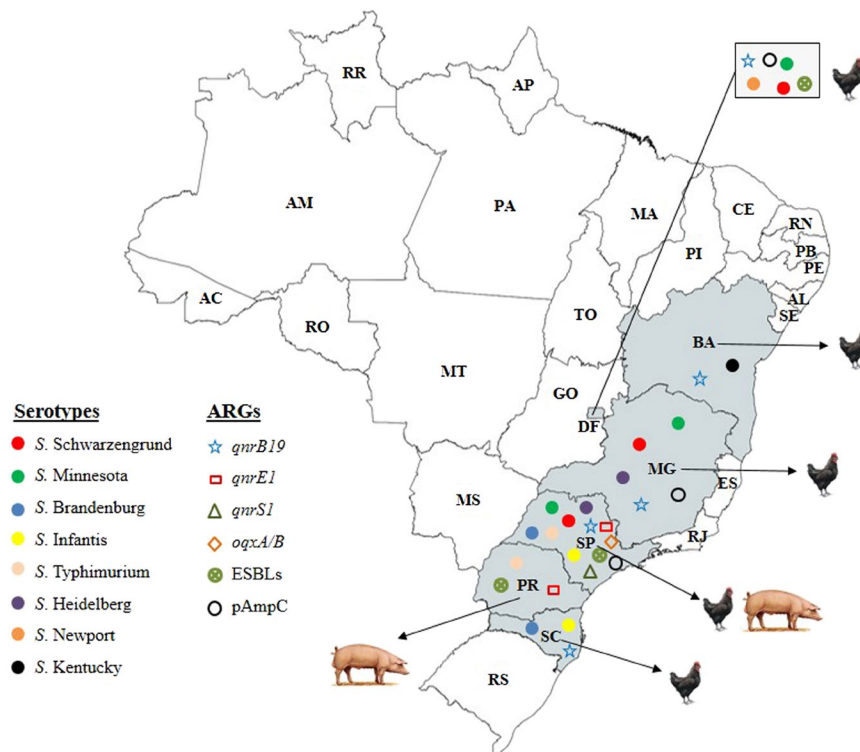 RR
AP
AM
PA
MA
CE
RN
PB
PE
PI
AL
SE
AC
RO
TO
BA
MT
GO
DF
MG
ES
MS
SP
RJ
PR
SC
RS
Serotypes
S. Schwarzengrund
S. Minnesota
S. Brandenburg
S. Infantis
S. Typhimurium
S. Heidelberg
S. Newport
S. Kentucky
ARGs
qnrB19
qnrE1
qnrS1
oqxA/B
ESBLs
pAmpC